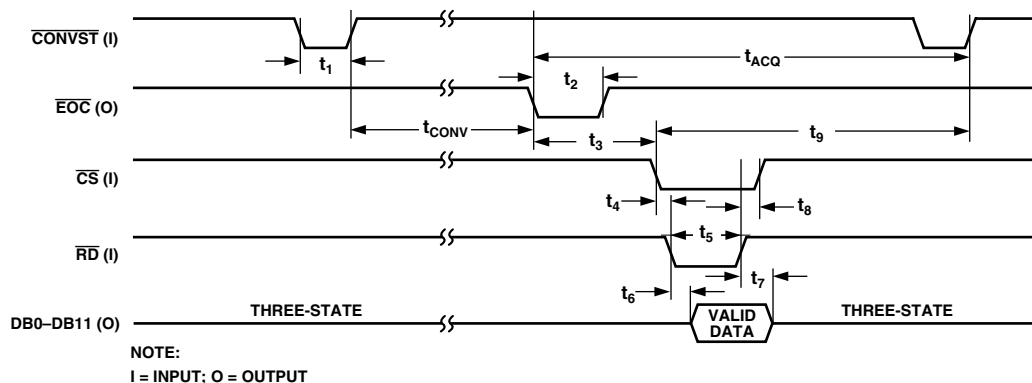 CONVST (I)
t1
tACQ
t2
EOC (O)
tCONV
t3
t9
CS (I)
t4
t8
t5
RD (I)
t7
t6
THREE-STATE
THREE-STATE
DB0–DB11 (O)
VALID
DATA
NOTE:
I = INPUT; O = OUTPUT